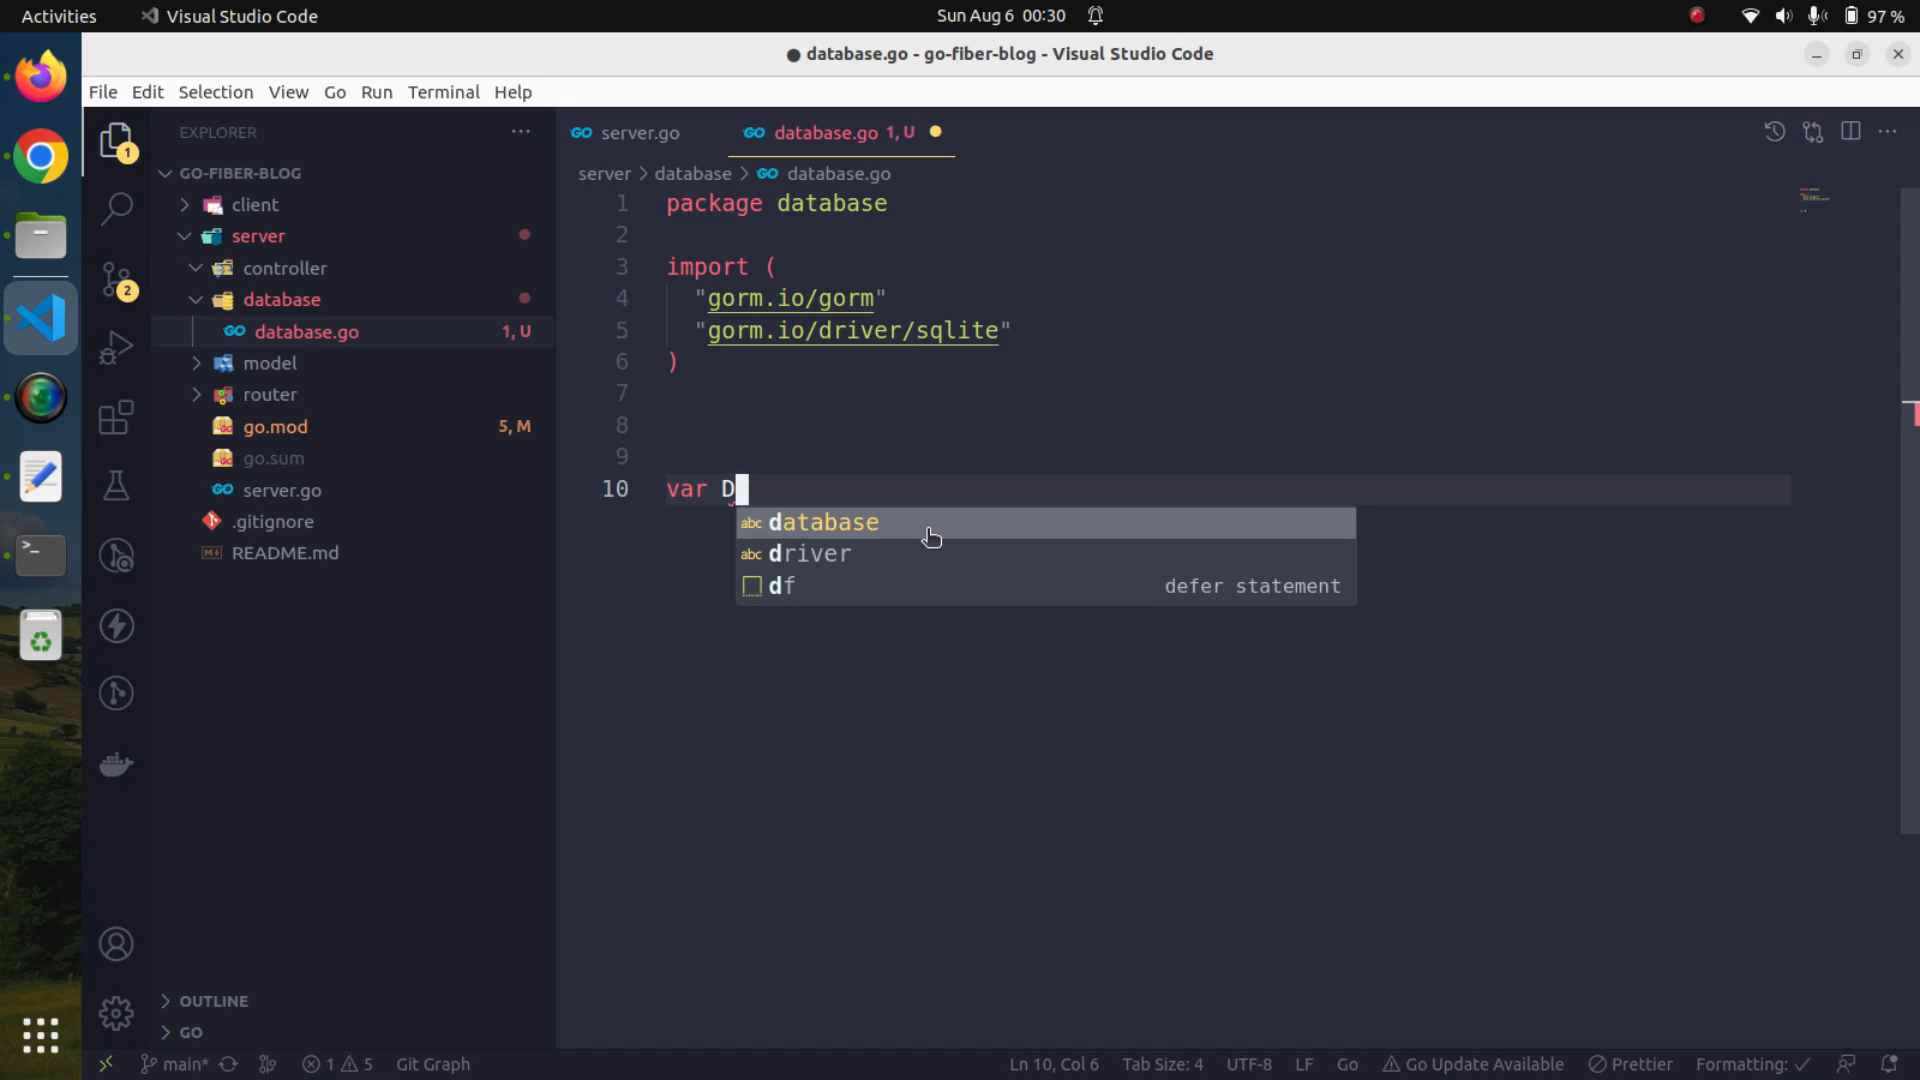 Activities Visual Studio Code Sun Aug 6 00:30 97 %
● database.go - go-fiber-blog - Visual Studio Code
File Edit Selection View Go Run Terminal Help
EXPLORER
GO-FIBER-BLOG
client
server
controller
database
database.go 1, U
model
router
go.mod 5, M
go.sum
server.go
.gitignore
README.md
OUTLINE
GO
1
2
GO server.go GO database.go 1, U
server > database > GO database.go
1 package database
2
3 import (
4 "gorm.io/gorm"
5 "gorm.io/driver/sqlite"
6 )
7
8
9
10 var D
abc database
abc driver
df defer statement
main* 1 5 Git Graph Ln 10, Col 6 Tab Size: 4 UTF-8 LF Go Go Update Available Prettier Formatting: ✓